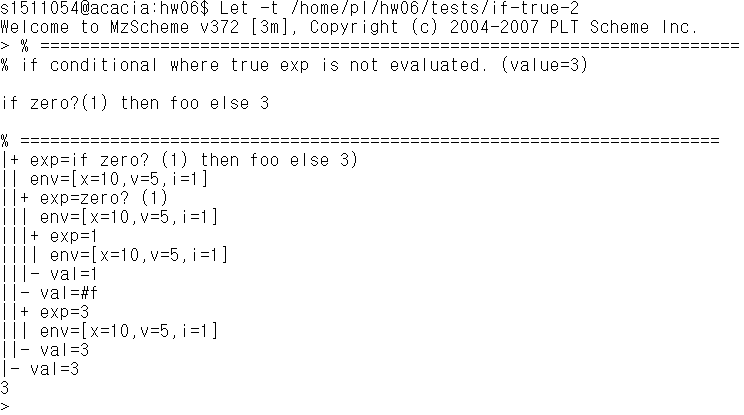 s1511054@acacia:hw06$ Let -t /home/pl/hw06/tests/if-true-2
Welcome to MzScheme v372 [3m], Copyright (c) 2004-2007 PLT Scheme Inc.
> % ======================================================================
% if conditional where true exp is not evaluated. (value=3)
if zero?(1) then foo else 3
% ======================================================================
|+ exp=if zero? (1) then foo else 3)
|| env=[x=10,v=5,i=1]
||+ exp=zero? (1)
||| env=[x=10,v=5,i=1]
|||+ exp=1
|||| env=[x=10,v=5,i=1]
|||- val=1
||- val=#f
||+ exp=3
||| env=[x=10,v=5,i=1]
||- val=3
|- val=3
3
>